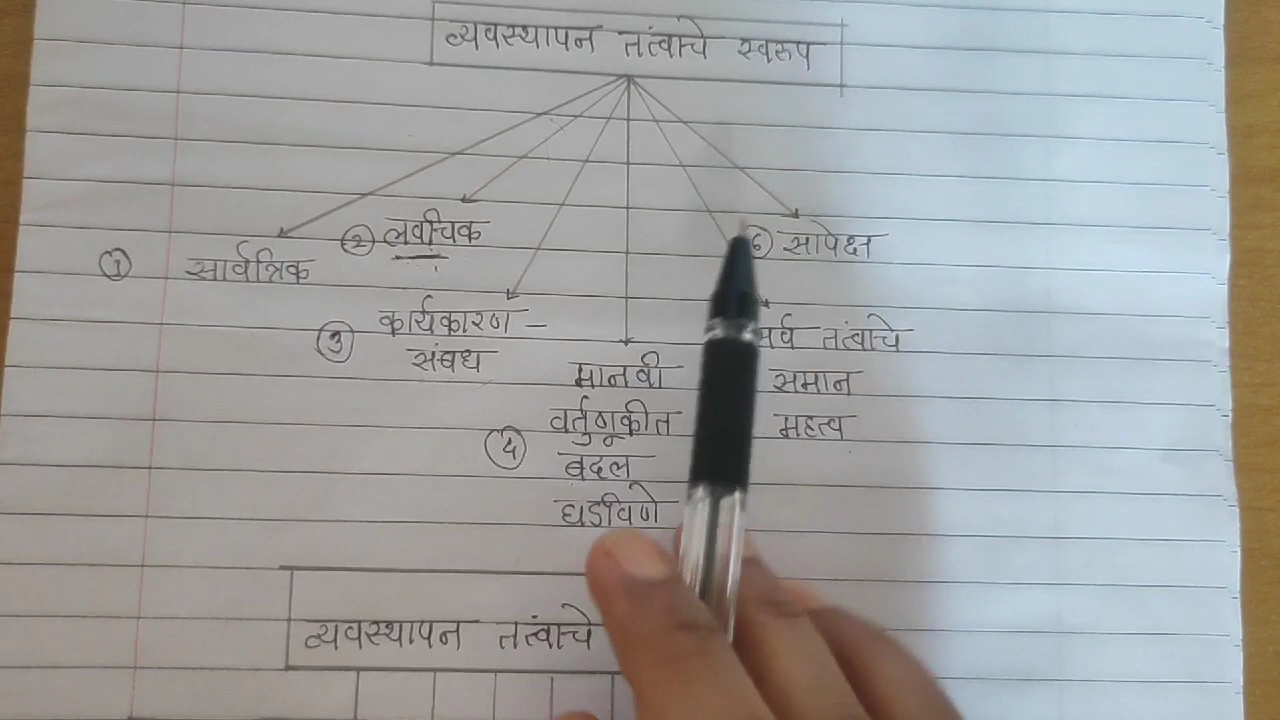 व्यवस्थापन तत्वांचे स्वरुप
① सार्वत्रिक
② लवचिक
③ कार्यकारण –
संबंध
④ मानवी
वर्तुणूकीत
बदल
घडविणे
सर्व तत्वांचे
समान
महत्व
⑥ सापेक्ष
व्यवस्थापन तत्वांचे